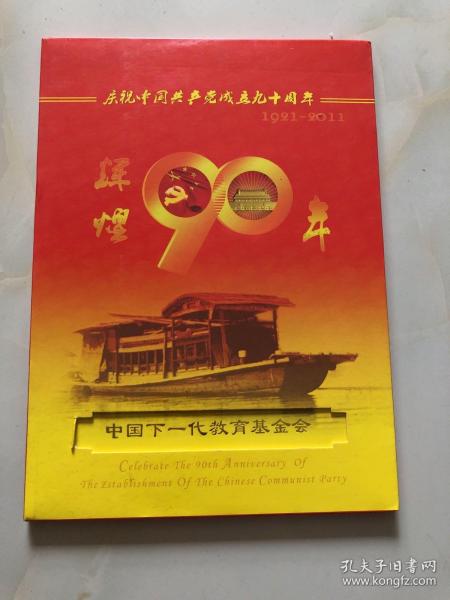 庆祝中国共产党成立九十周年
1921-2011
辉煌90年
中国下一代教育基金会
Celebrate The 90th Anniversary Of
The Establishment Of The Chinese Communist Party
孔夫子旧书网
www.kongfz.com